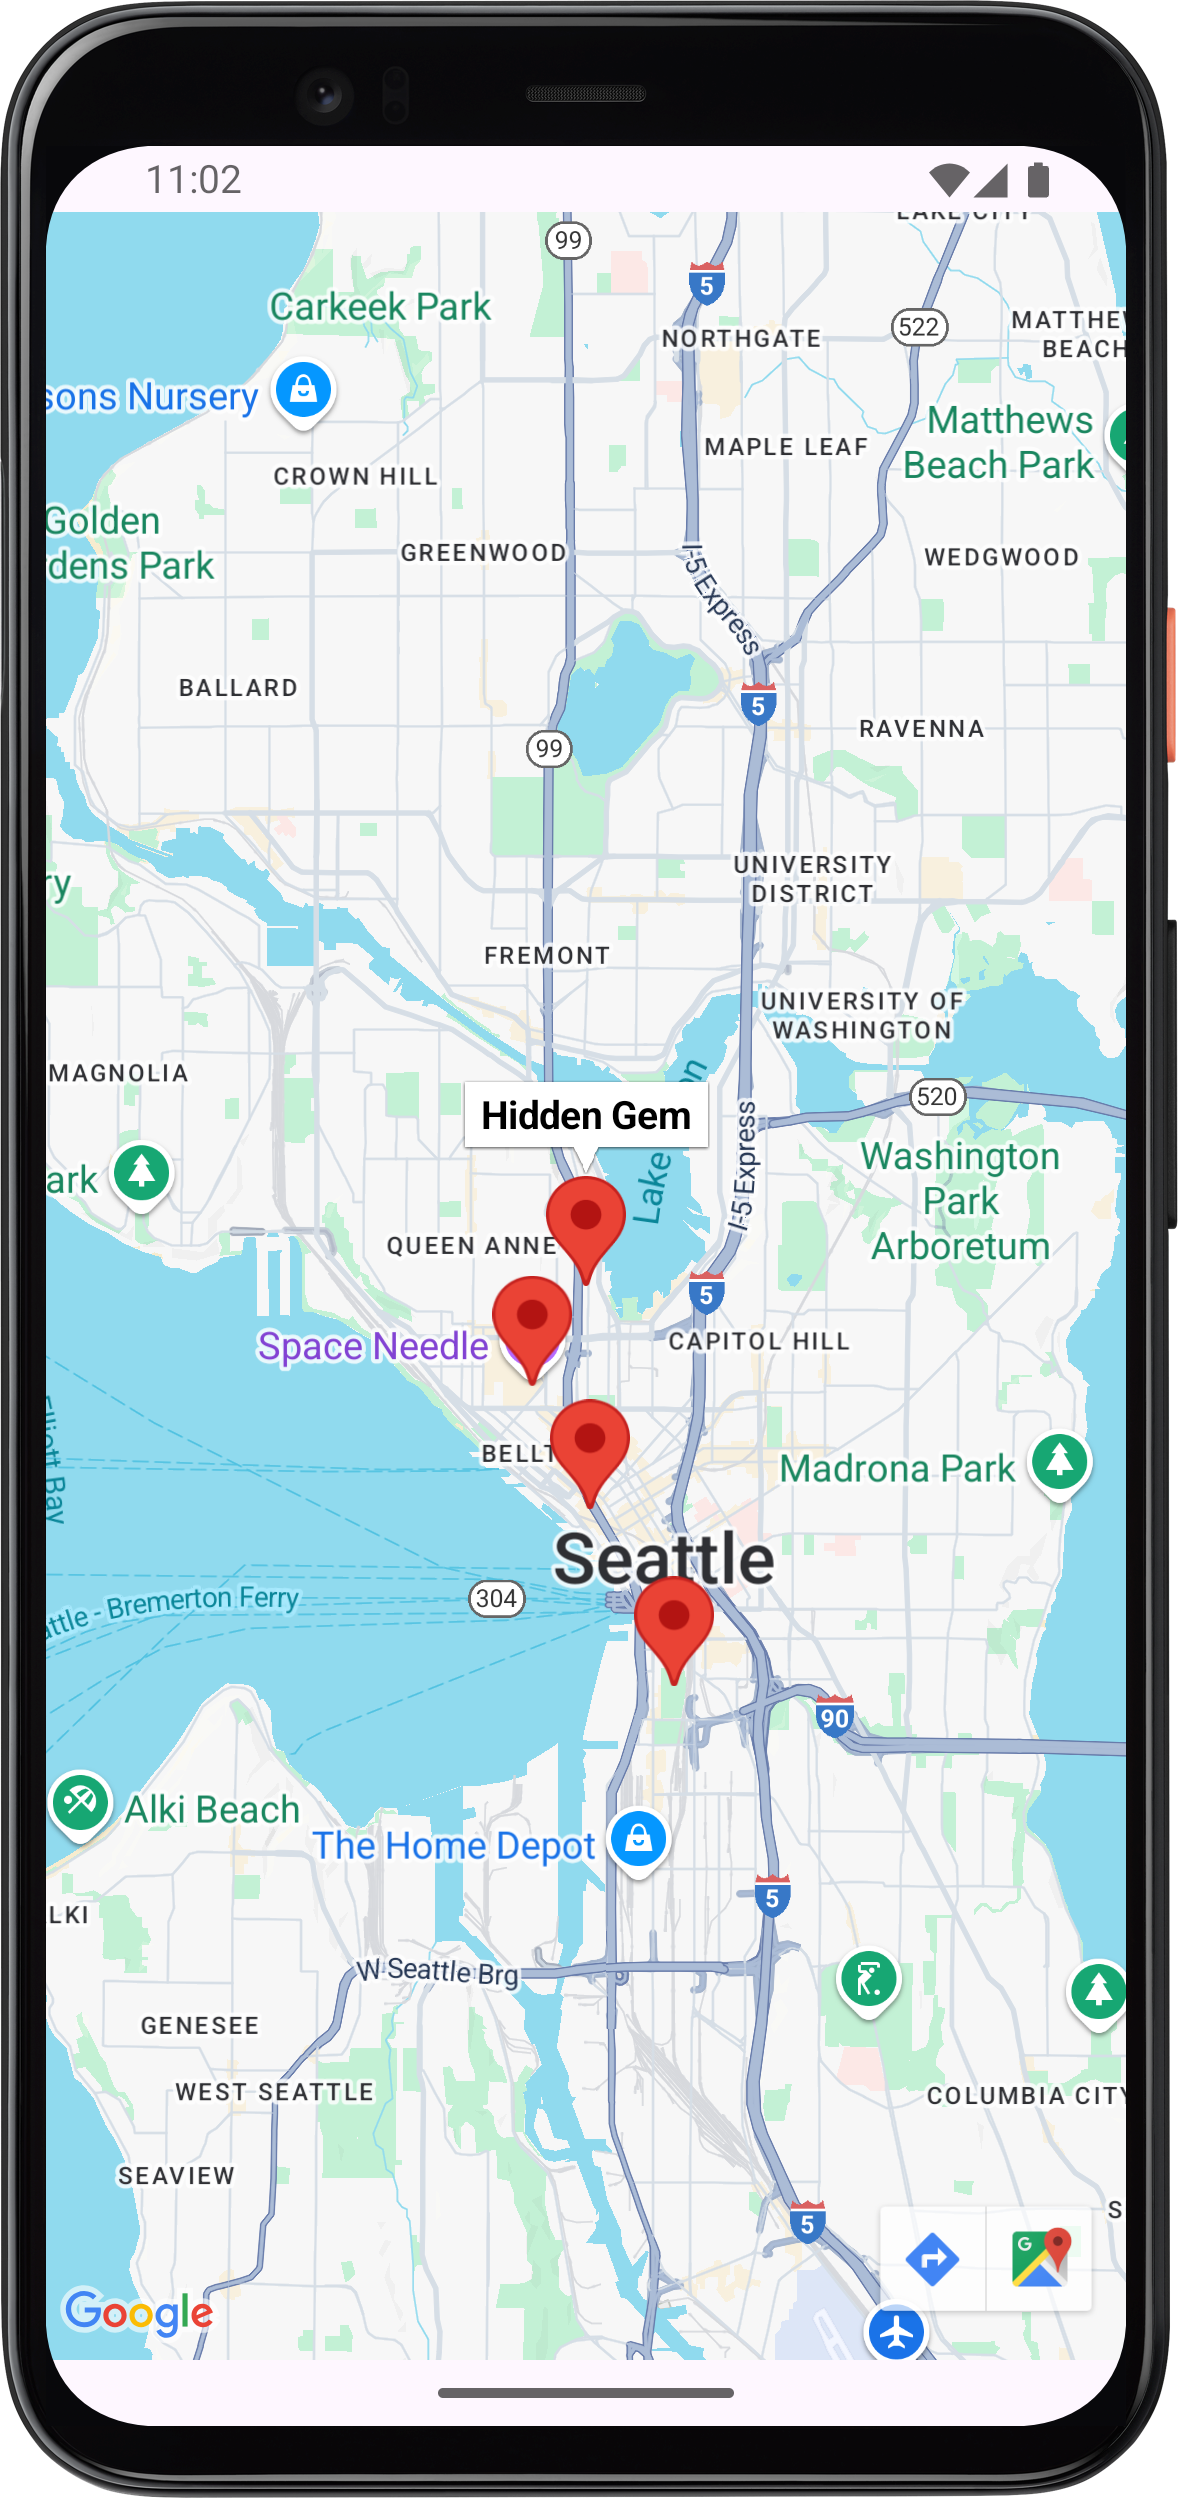 11:02
LAKE CITY
99
5
Carkeek Park
522
MATTHEW
BEACH
NORTHGATE
sons Nursery
Matthews
Beach Park
MAPLE LEAF
CROWN HILL
Golden
dens Park
GREENWOOD
WEDGWOOD
I-5 Express
BALLARD
5
RAVENNA
99
UNIVERSITY
DISTRICT
ry
FREMONT
UNIVERSITY OF
WASHINGTON
MAGNOLIA
on
520
Hidden Gem
I-5 Express
Washington
Park
Arboretum
ark
Lake
QUEEN ANNE
5
Space Needle
CAPITOL HILL
Elliott Bay
BELLT
Madrona Park
Seattle
attle - Bremerton Ferry
304
90
Alki Beach
The Home Depot
5
LKI
W Seattle Brg
GENESEE
WEST SEATTLE
COLUMBIA CITY
SEAVIEW
S
5
G
Google